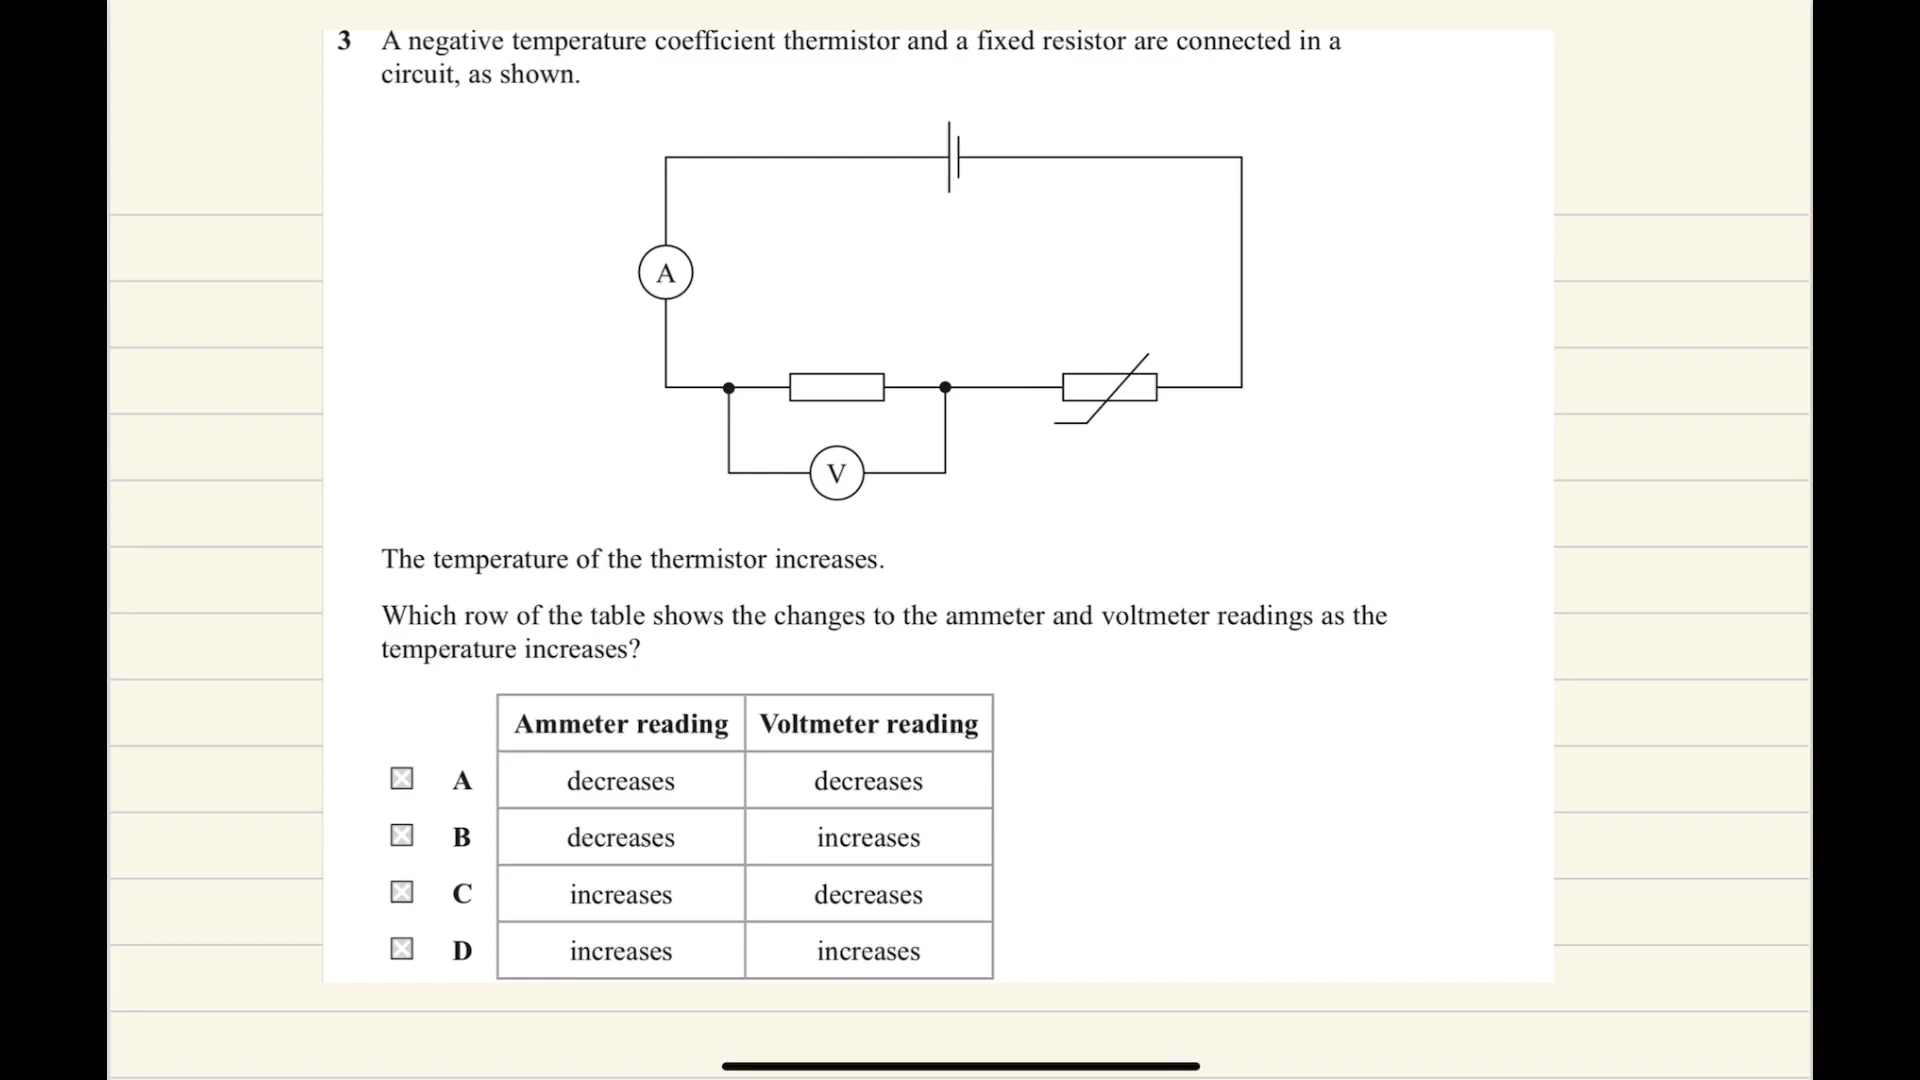 3 A negative temperature coefficient thermistor and a fixed resistor are connected in a
circuit, as shown.
A
V
The temperature of the thermistor increases.
Which row of the table shows the changes to the ammeter and voltmeter readings as the
temperature increases?
Ammeter reading Voltmeter reading
A decreases decreases
B decreases increases
C increases decreases
D increases increases